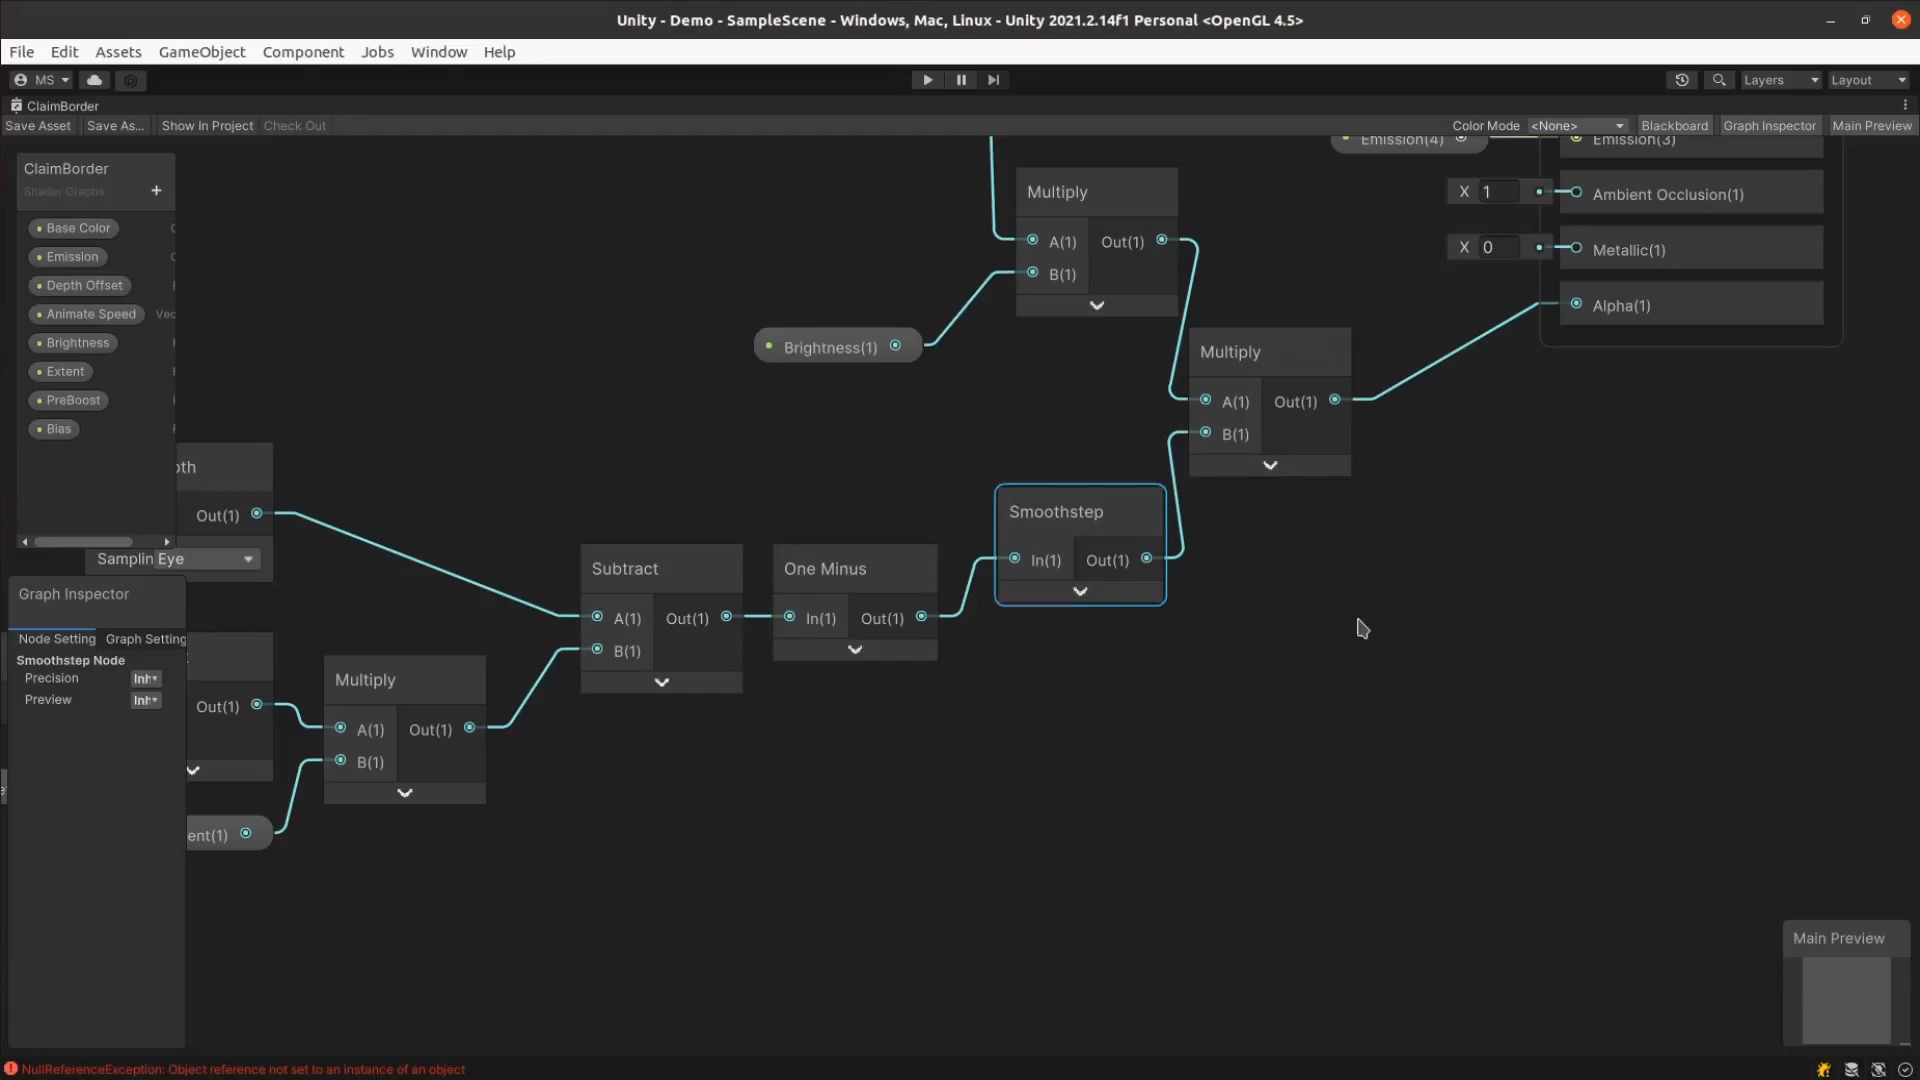 Unity - Demo - SampleScene - Windows, Mac, Linux - Unity 2021.2.14f1 Personal <OpenGL 4.5>
File Edit Assets GameObject Component Jobs Window Help
MS Layers Layout
ClaimBorder
Save Asset Save As... Show In Project Check Out Color Mode <None> Blackboard Graph Inspector Main Preview
ClaimBorder
Shader Graphs
+
Base Color
Emission
Depth Offset
Animate Speed Vec
Brightness
Extent
PreBoost
Bias
Emission(4)
Emission(3)
X 1 Ambient Occlusion(1)
X 0 Metallic(1)
Alpha(1)
Multiply
A(1) Out(1)
B(1)
Brightness(1)
Multiply
A(1) Out(1)
B(1)
pth
Out(1)
Samplin Eye
Smoothstep
In(1) Out(1)
Subtract
A(1) Out(1)
B(1)
One Minus
In(1) Out(1)
Graph Inspector
Node Setting Graph Setting
Smoothstep Node
Precision Inh
Preview Inh
Out(1)
Multiply
A(1) Out(1)
B(1)
ent(1)
Main Preview
NullReferenceException: Object reference not set to an instance of an object